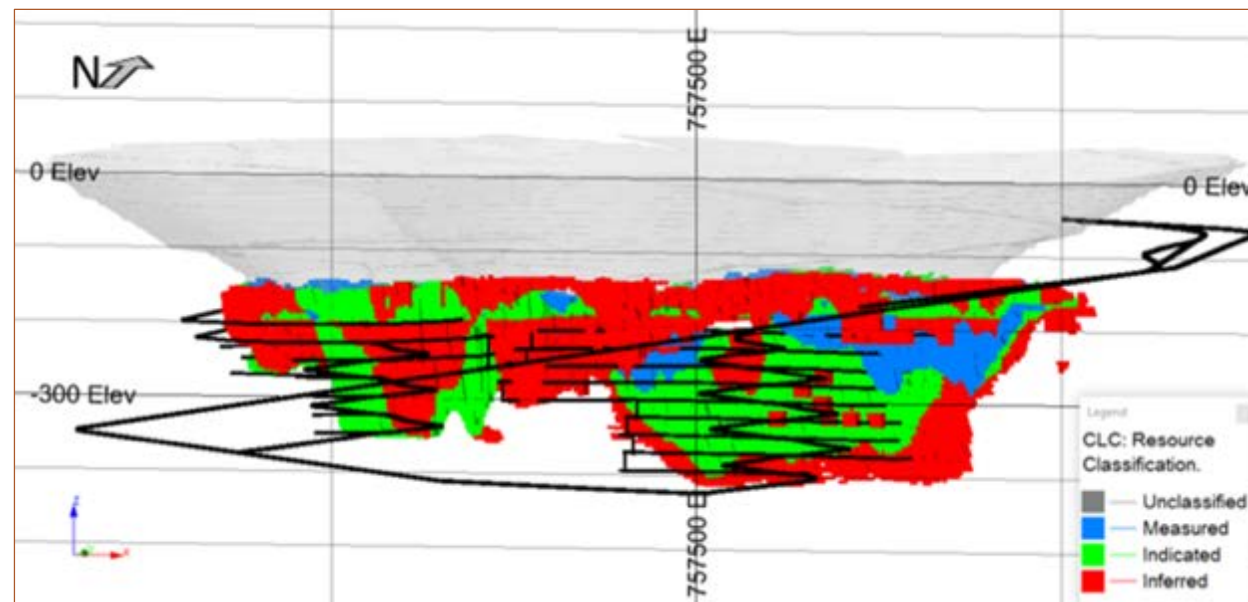 N
757500 E
0 Elev
0 Elev
-300 Elev
757500 E
Legend
CLC: Resource
Classification.
Unclassified
Measured
Indicated
Inferred